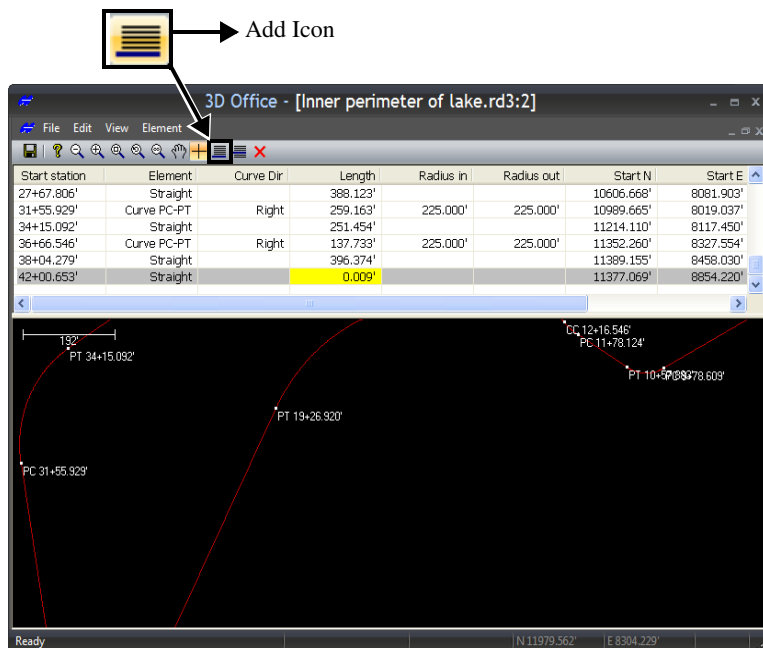 Add Icon
3D Office - [Inner perimeter of lake.rd3:2]
File Edit View Element
Start station Element Curve Dir Length Radius in Radius out Start N Start E
27+67.806' Straight 388.123' 10606.668' 8081.903'
31+55.929' Curve PC-PT Right 259.163' 225.000' 225.000' 10989.665' 8019.037'
34+15.092' Straight 251.454' 11214.110' 8117.450'
36+66.546' Curve PC-PT Right 137.733' 225.000' 225.000' 11352.260' 8327.554'
38+04.279' Straight 396.374' 11389.155' 8458.030'
42+00.653' Straight 0.009' 11377.069' 8854.220'
192'
CC 12+16.546'
PC 11+78.124'
PT 34+15.092'
PT 19+26.920'
PC 31+55.929'
Ready N 11979.562' E 8304.229'